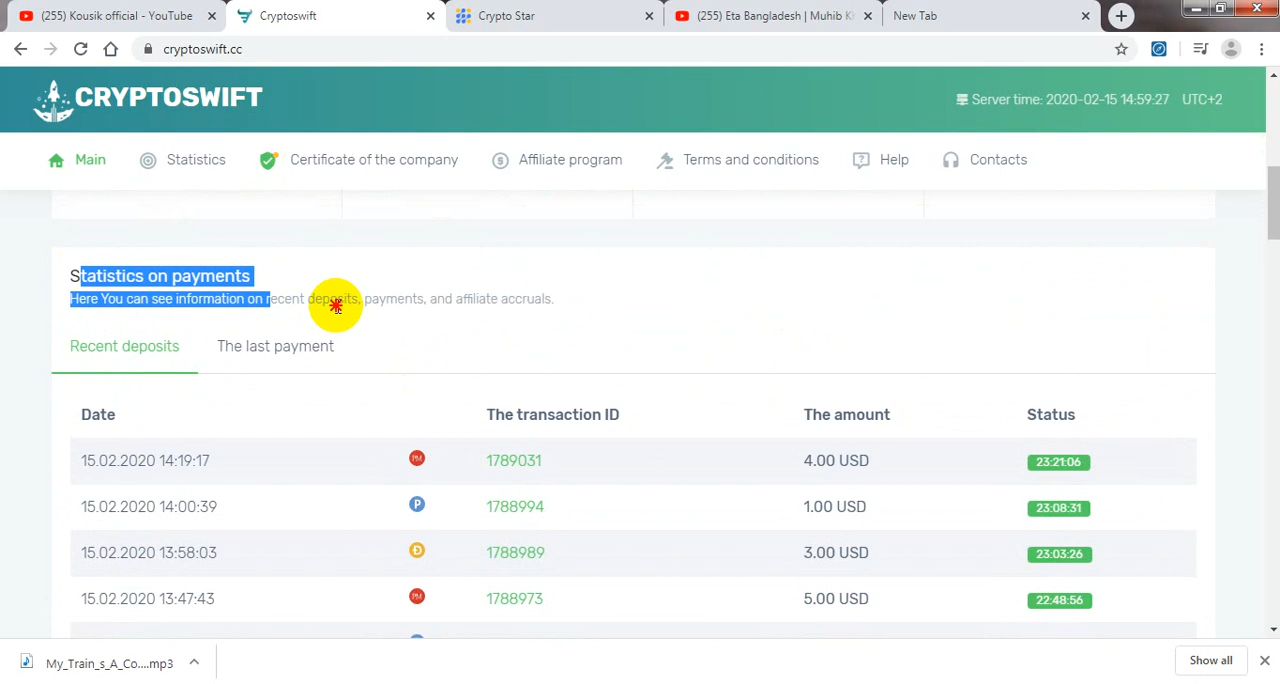 (255) Kousik official - YouTube
Cryptoswift
Crypto Star
(255) Eta Bangladesh | Muhib K
New Tab
cryptoswift.cc
CRYPTOSWIFT
Server time: 2020-02-15 14:59:27 UTC+2
Main
Statistics
Certificate of the company
Affiliate program
Terms and conditions
Help
Contacts
Statistics on payments
Here You can see information on recent deposits, payments, and affiliate accruals.
Recent deposits
The last payment
Date The transaction ID The amount Status
15.02.2020 14:19:17 PM 1789031 4.00 USD 23:21:06
15.02.2020 14:00:39 P 1788994 1.00 USD 23:08:31
15.02.2020 13:58:03 Ð 1788989 3.00 USD 23:03:26
15.02.2020 13:47:43 PM 1788973 5.00 USD 22:48:56
My_Train_s_A_Co....mp3
Show all